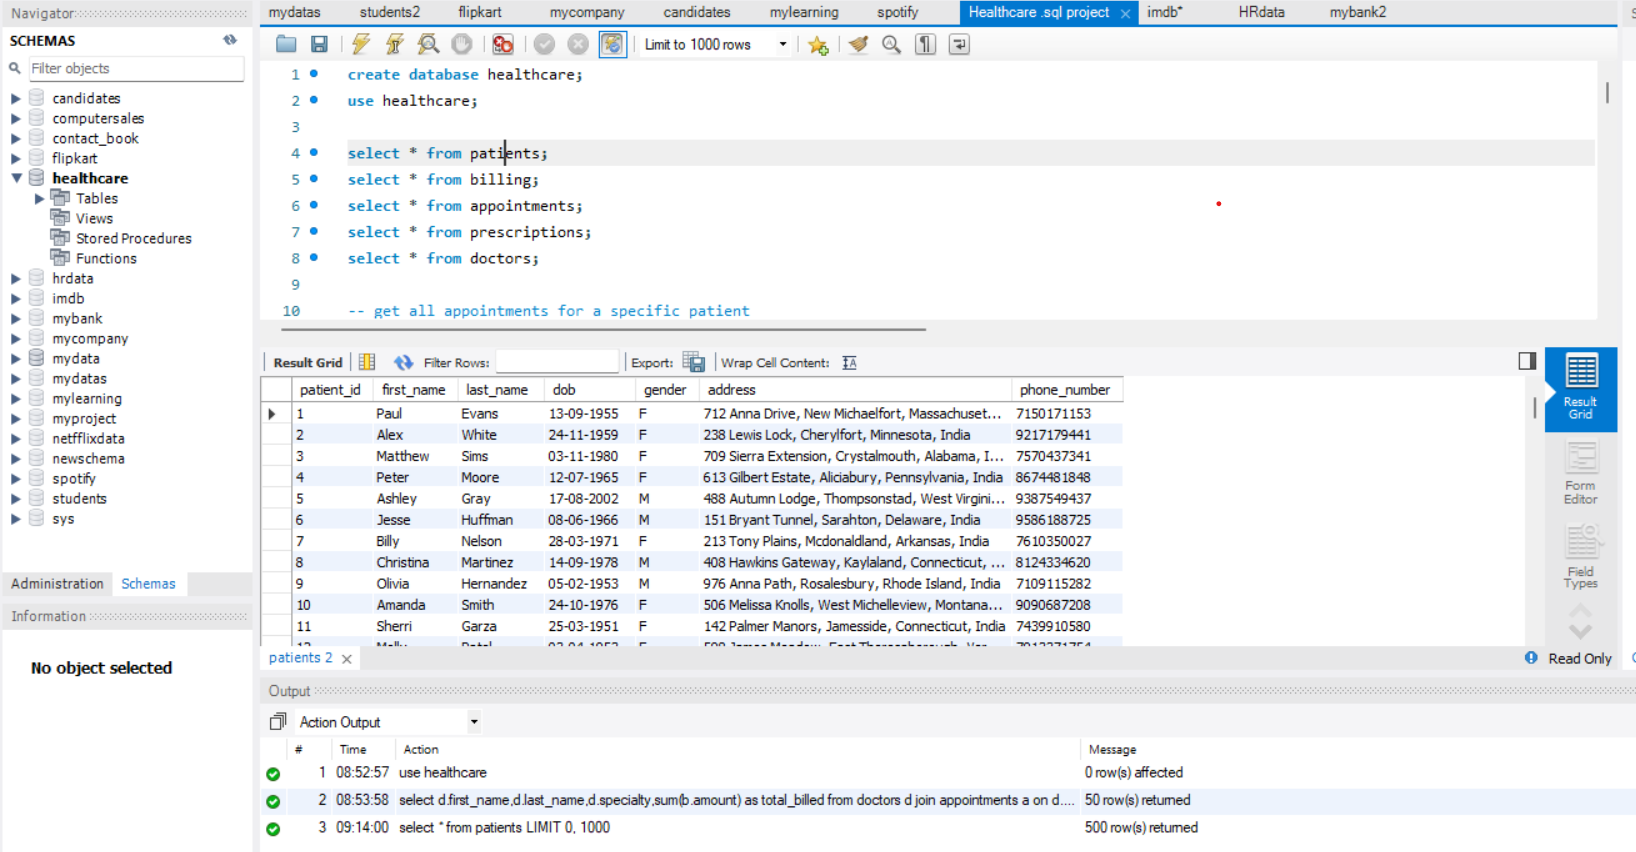 Navigator
SCHEMAS
Filter objects
candidates
computersales
contact_book
flipkart
healthcare
Tables
Views
Stored Procedures
Functions
hrdata
imdb
mybank
mycompany
mydata
mydatas
mylearning
myproject
netfflixdata
newschema
spotify
students
sys
Administration Schemas
Information
No object selected
mydatas students2 flipkart mycompany candidates mylearning spotify Healthcare .sql project imdb* HRdata mybank2
Limit to 1000 rows
1 create database healthcare;
2 use healthcare;
3
4 select * from patients;
5 select * from billing;
6 select * from appointments;
7 select * from prescriptions;
8 select * from doctors;
9
10 -- get all appointments for a specific patient
Result Grid Filter Rows: Export: Wrap Cell Content:
patient_id first_name last_name dob gender address phone_number
1 Paul Evans 13-09-1955 F 712 Anna Drive, New Michaelfort, Massachuset... 7150171153
2 Alex White 24-11-1959 F 238 Lewis Lock, Cherylfort, Minnesota, India 9217179441
3 Matthew Sims 03-11-1980 F 709 Sierra Extension, Crystalmouth, Alabama, I... 7570437341
4 Peter Moore 12-07-1965 F 613 Gilbert Estate, Aliciabury, Pennsylvania, India 8674481848
5 Ashley Gray 17-08-2002 M 488 Autumn Lodge, Thompsonstad, West Virgini... 9387549437
6 Jesse Huffman 08-06-1966 M 151 Bryant Tunnel, Sarahton, Delaware, India 9586188725
7 Billy Nelson 28-03-1971 F 213 Tony Plains, Mcdonaldland, Arkansas, India 7610350027
8 Christina Martinez 14-09-1978 M 408 Hawkins Gateway, Kaylaland, Connecticut, ... 8124334620
9 Olivia Hernandez 05-02-1953 M 976 Anna Path, Rosalesbury, Rhode Island, India 7109115282
10 Amanda Smith 24-10-1976 F 506 Melissa Knolls, West Michelleview, Montana... 9090687208
11 Sherri Garza 25-03-1951 F 142 Palmer Manors, Jamesside, Connecticut, India 7439910580
Result
Grid
Form
Editor
Field
Types
patients 2
Read Only
Output
Action Output
# Time Action Message
1 08:52:57 use healthcare 0 row(s) affected
2 08:53:58 select d.first_name,d.last_name,d.specialty,sum(b.amount) as total_billed from doctors d join appointments a on d.... 50 row(s) returned
3 09:14:00 select * from patients LIMIT 0, 1000 500 row(s) returned